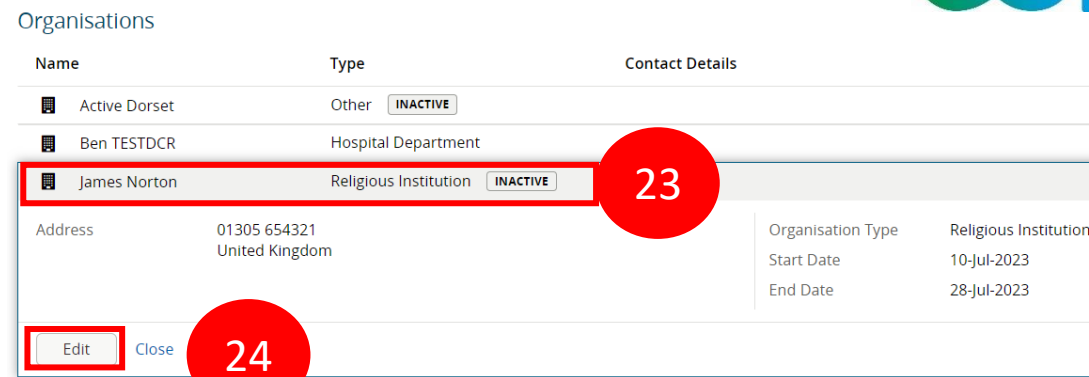 Organisations
Name Type Contact Details
Active Dorset Other INACTIVE
Ben TESTDCR Hospital Department
James Norton Religious Institution INACTIVE 23
Address 01305 654321 Organisation Type Religious Institution
United Kingdom Start Date 10-Jul-2023
End Date 28-Jul-2023
Edit Close 24